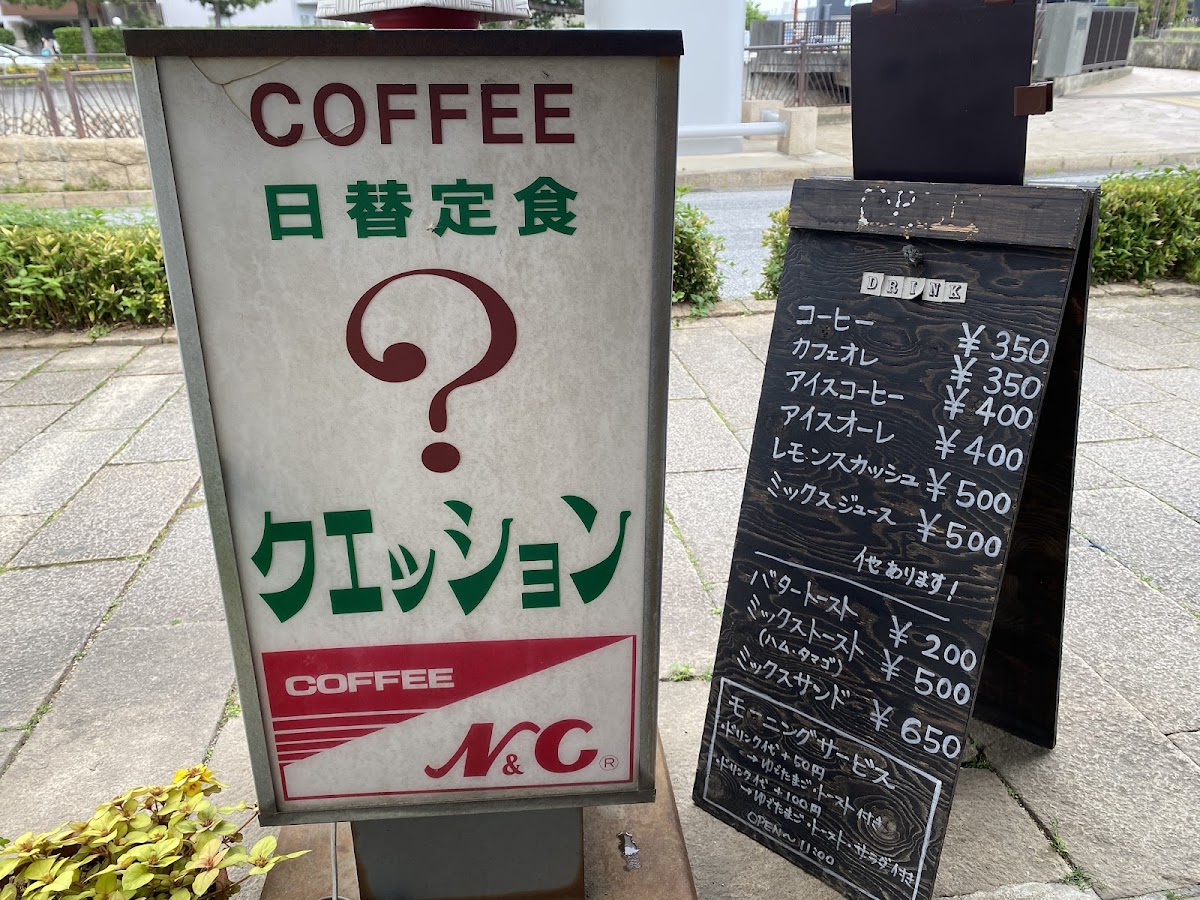 COFFEE
日替定食
?
クエッション
COFFEE
N&C ®
DRINK
コーヒー ¥350
カフェオレ ¥350
アイスコーヒー ¥400
アイスオーレ ¥400
レモンスカッシュ ¥500
ミックスジュース ¥500
他あります!
バタートースト ¥200
ミックストースト ¥500
(ハム・タマゴ)
ミックスサンド ¥650
モーニングサービス
・ドリンク代+50円
→ゆでたまご・トースト付き
・ドリンク代+100円
→ゆでたまご・トースト・サラダ付き
OPEN〜11:00